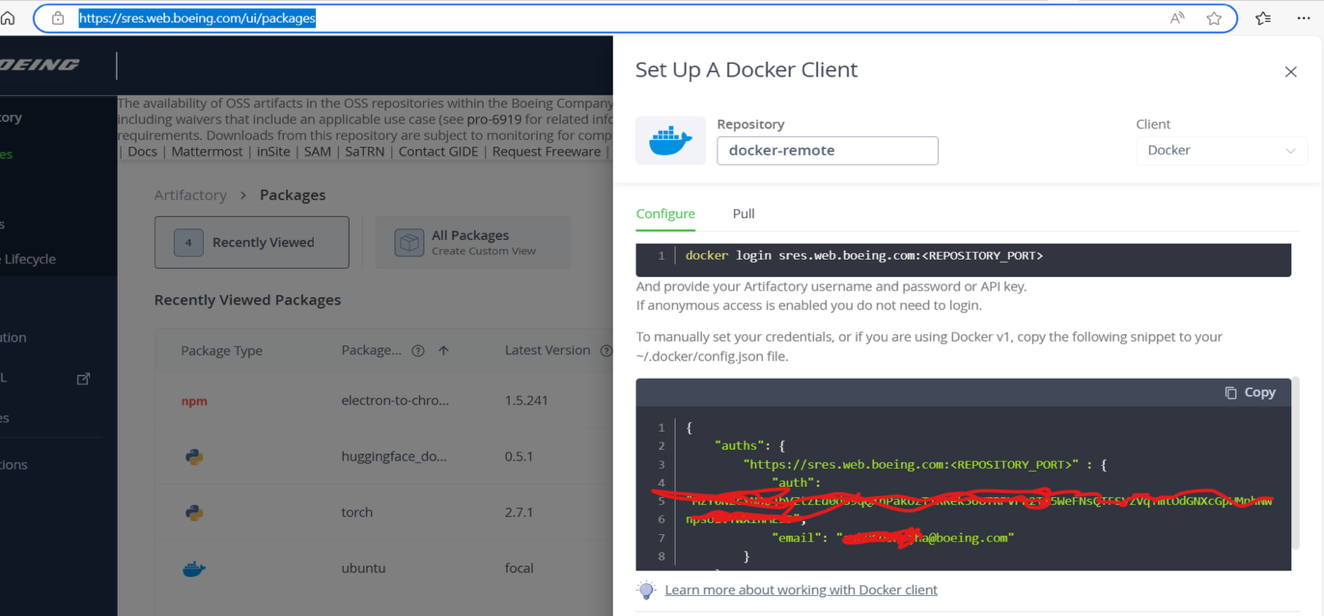 https://sres.web.boeing.com/ui/packages
BOEING
Set Up A Docker Client
The availability of OSS artifacts in the OSS repositories within the Boeing Company
including waivers that include an applicable use case (see pro-6919 for related
requirements. Downloads from this repository are subject to monitoring for
| Docs | Mattermost | inSite | SAM | SaTRN | Contact GIDE | Request Freeware |
Repository
docker-remote
Client
Docker
Artifactory > Packages
4 Recently Viewed
All Packages
Create Custom View
Lifecycle
Configure
Pull
1 docker login sres.web.boeing.com:<REPOSITORY_PORT>
And provide your Artifactory username and password or API key.
If anonymous access is enabled you do not need to login.
To manually set your credentials, or if you are using Docker v1, copy the following snippet to your
~/.docker/config.json file.
Recently Viewed Packages
Package Type
Package...
Latest Version
npm
electron-to-chro...
1.5.241
huggingface_do...
0.5.1
torch
2.7.1
ubuntu
focal
Copy
1 {
2 "auths": {
3 "https://sres.web.boeing.com:<REPOSITORY_PORT>" : {
4 "auth":
5
6
7 "email": "@boeing.com"
8 }
Learn more about working with Docker client